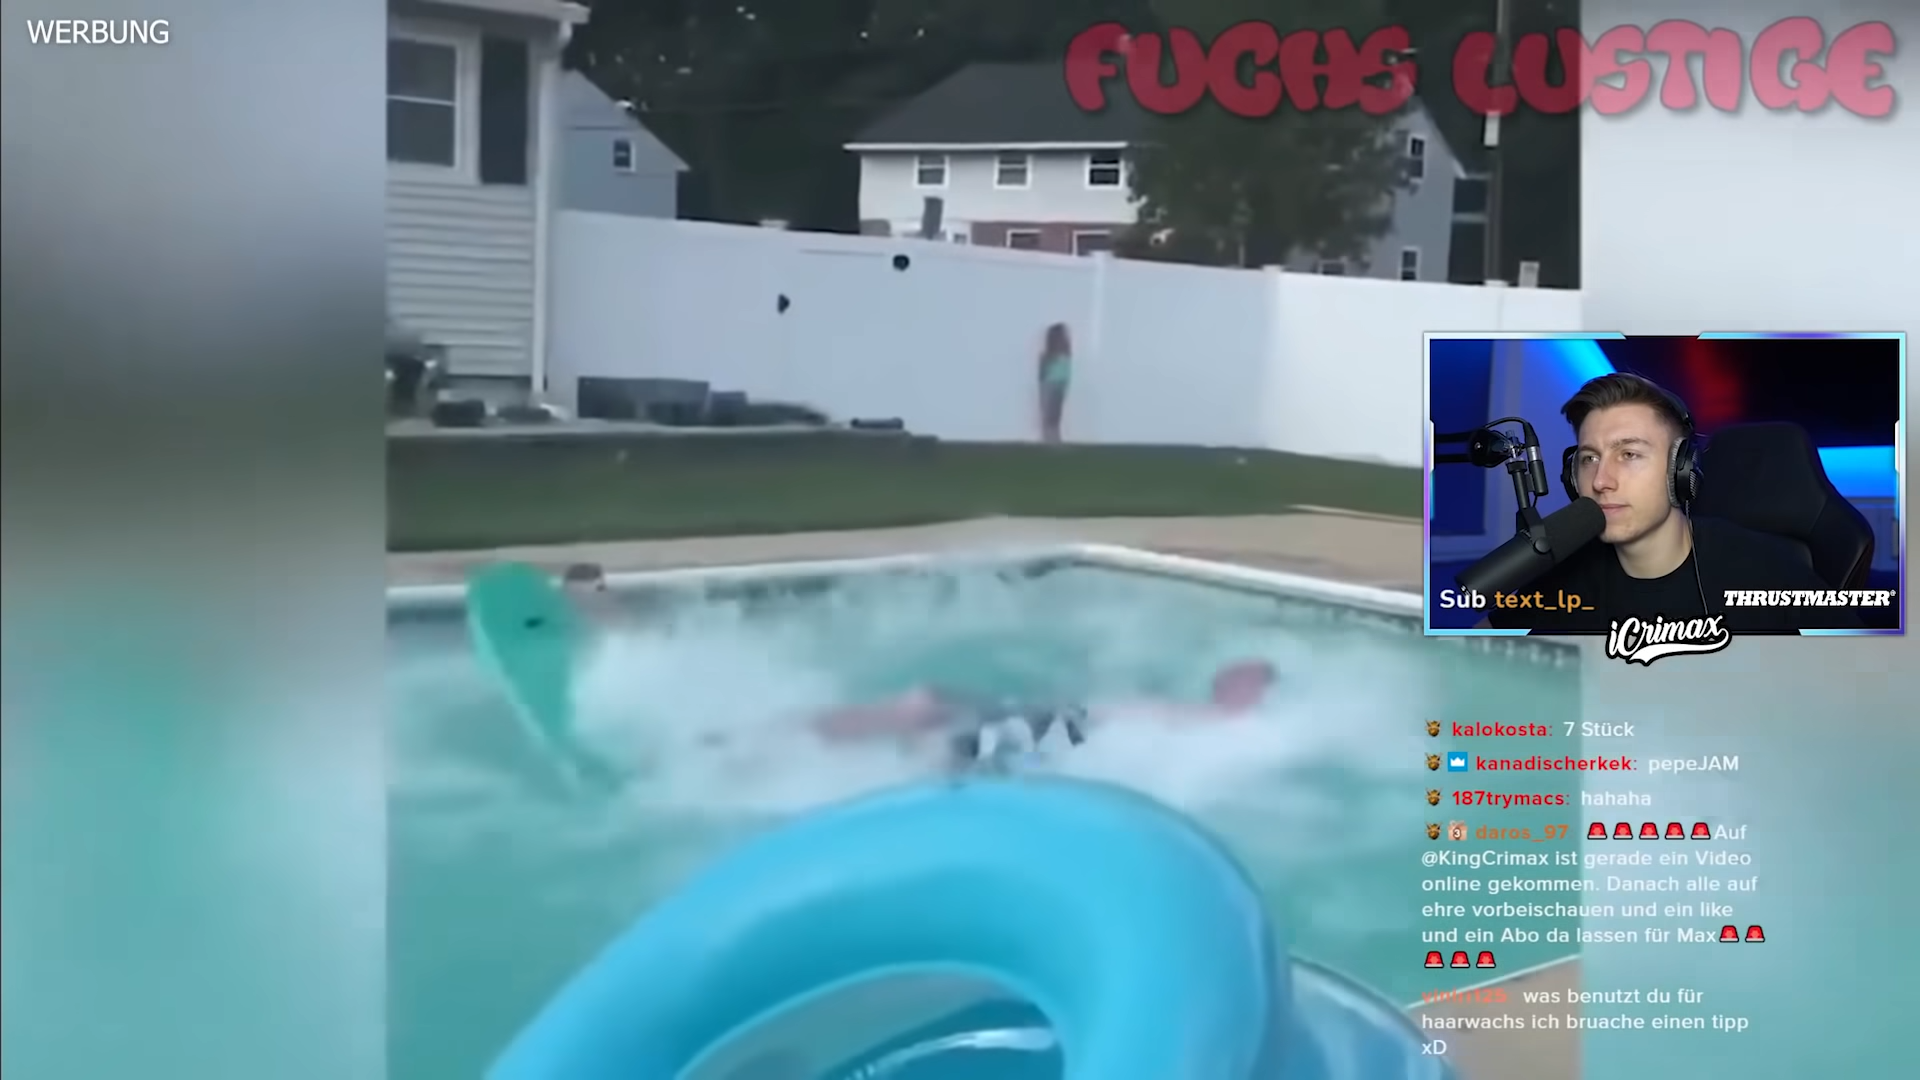 WERBUNG
FUCHS LUSTIGE
Sub text_lp_
THRUSTMASTER
iCrimax
kalokosta: 7 Stück
kanadischerkek: pepeJAM
187trymacs: hahaha
3 daros_97 Auf
@KingCrimax ist gerade ein Video
online gekommen. Danach alle auf
ehre vorbeischauen und ein like
und ein Abo da lassen für Max
was benutzt du für
haarwachs ich bruache einen tipp
xD